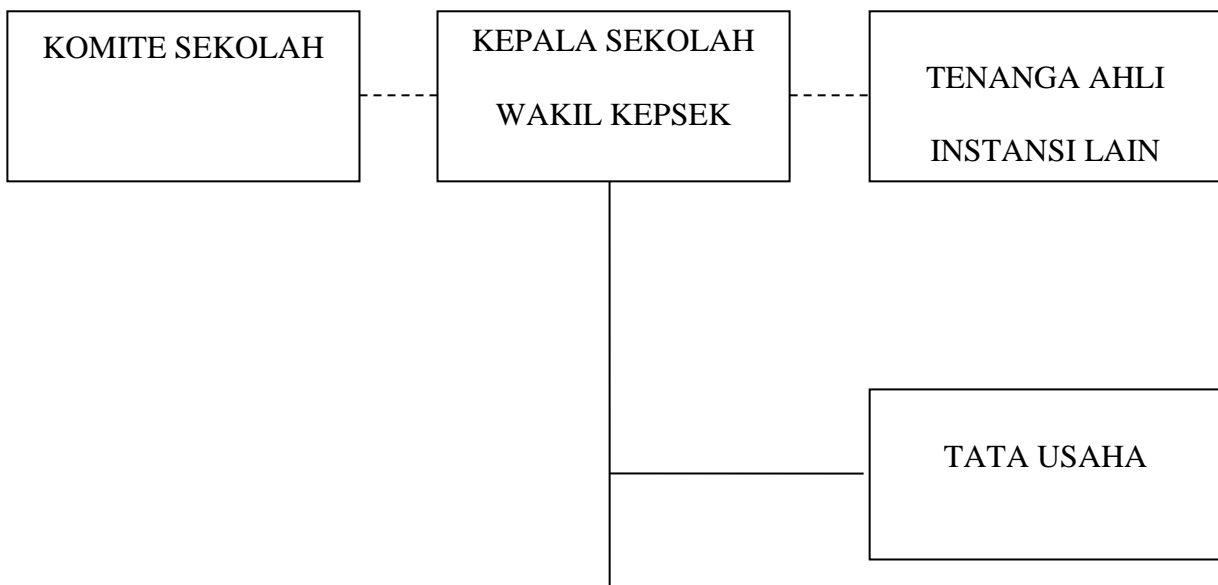 KOMITE SEKOLAH
KEPALA SEKOLAH
WAKIL KEPSEK
TENANGA AHLI
INSTANSI LAIN
TATA USAHA